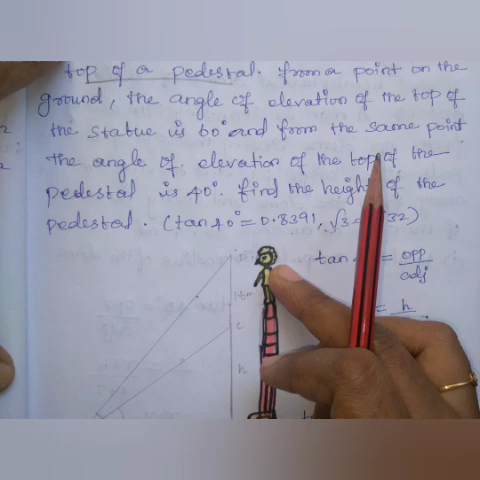 top of a pedestal. from a point on the
ground, the angle of elevation of the top of
the statue is 60° and from the same point
the angle of elevation of the top of the
pedestal is 40°. find the height of the
pedestal. (tan 40° = 0.8391, √3 = 732)
tan = opp/adj
D
1.6m
= h
C
h